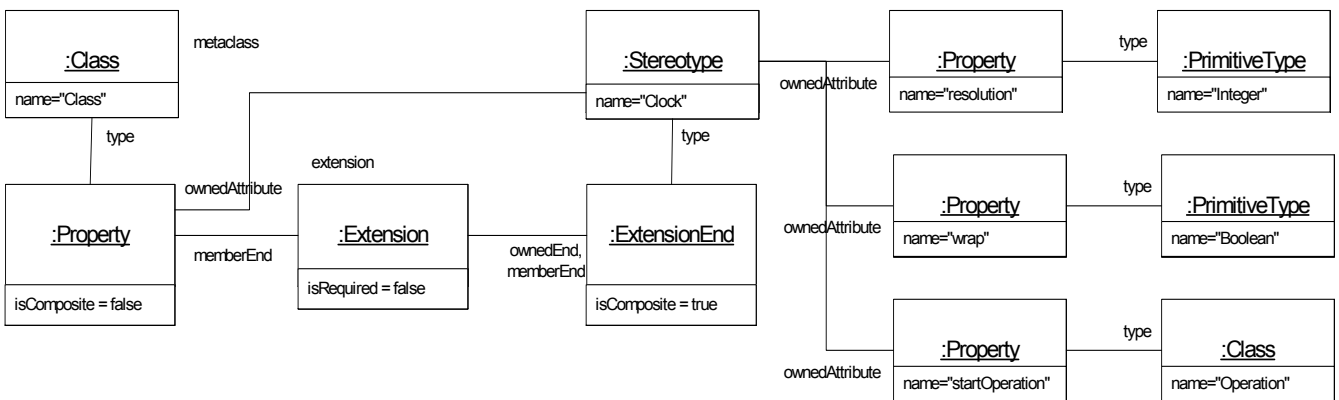 :Class
name="Class"
metaclass
:Stereotype
name="Clock"
ownedAttribute
:Property
name="resolution"
type
:PrimitiveType
name="Integer"
type
type
extension
ownedAttribute
:Property
isComposite = false
memberEnd
:Extension
isRequired = false
ownedEnd,
memberEnd
:ExtensionEnd
isComposite = true
ownedAttribute
:Property
name="wrap"
type
:PrimitiveType
name="Boolean"
ownedAttribute
:Property
name="startOperation"
type
:Class
name="Operation"